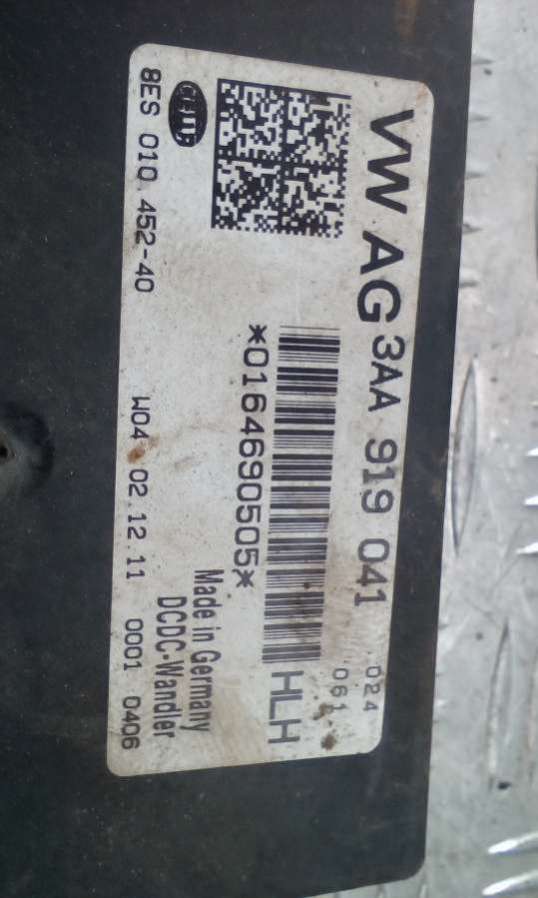 VW AG 3AA 919 041
024
061
HLH
*0164690505*
Made in Germany
DCDC-Wandler
8ES 010 452-40 W04 02.12.11 0001 0406